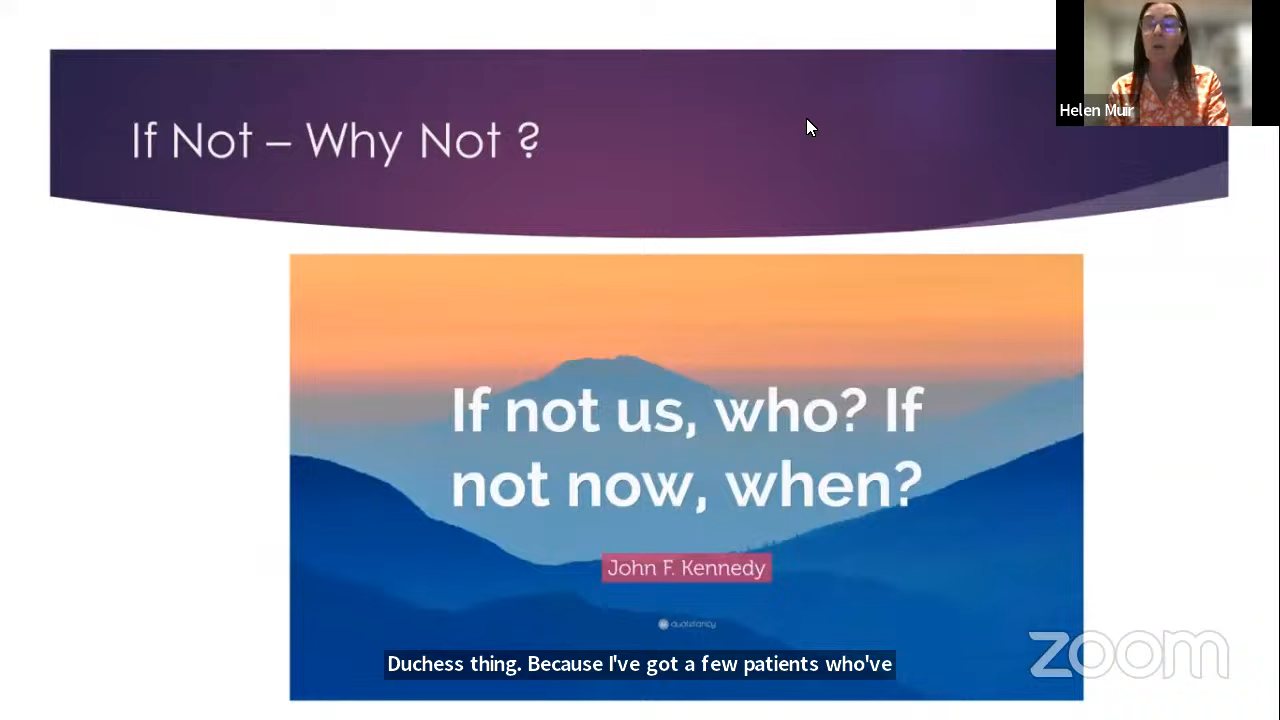 Helen Muir
If Not – Why Not ?
If not us, who? If
not now, when?
John F. Kennedy
quotefancy
Duchess thing. Because I've got a few patients who've
zoom